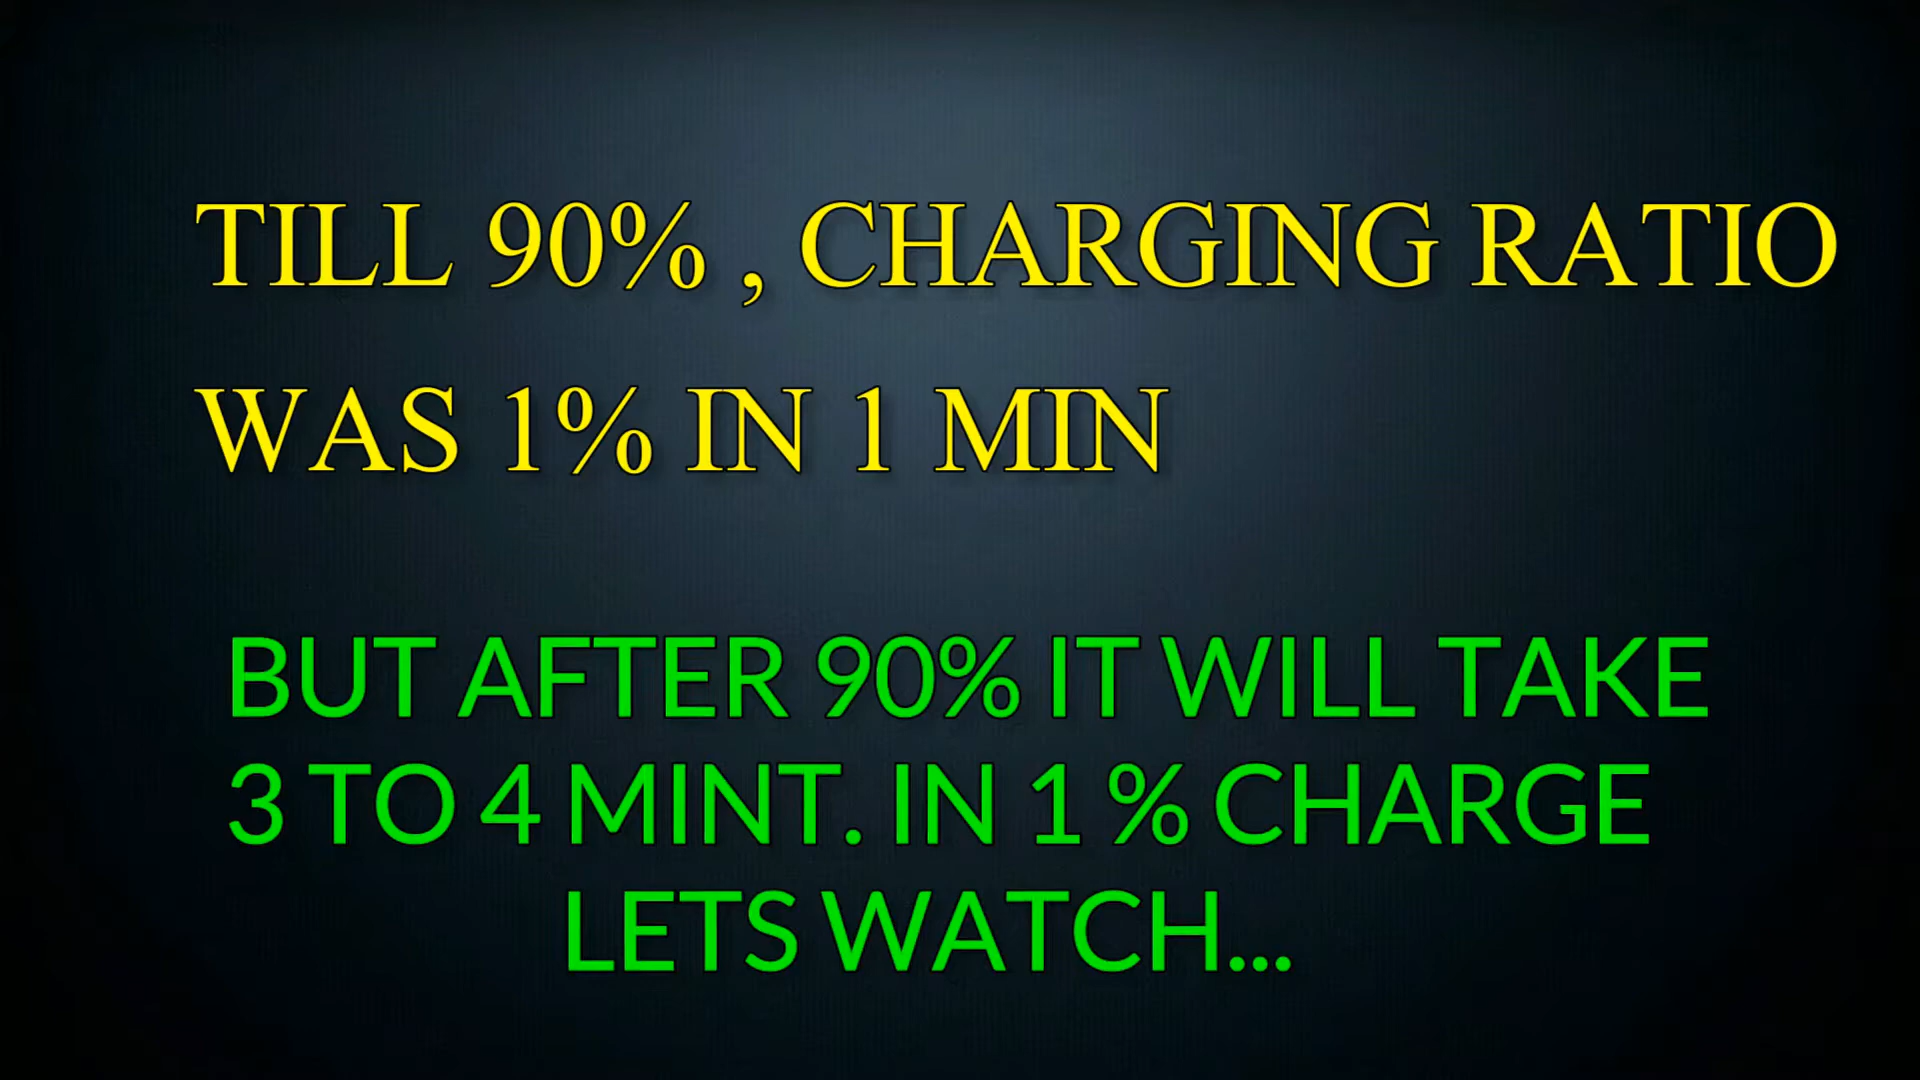 TILL 90% , CHARGING RATIO
WAS 1% IN 1 MIN
BUT AFTER 90% IT WILL TAKE
3 TO 4 MINT. IN 1 % CHARGE
LETS WATCH...